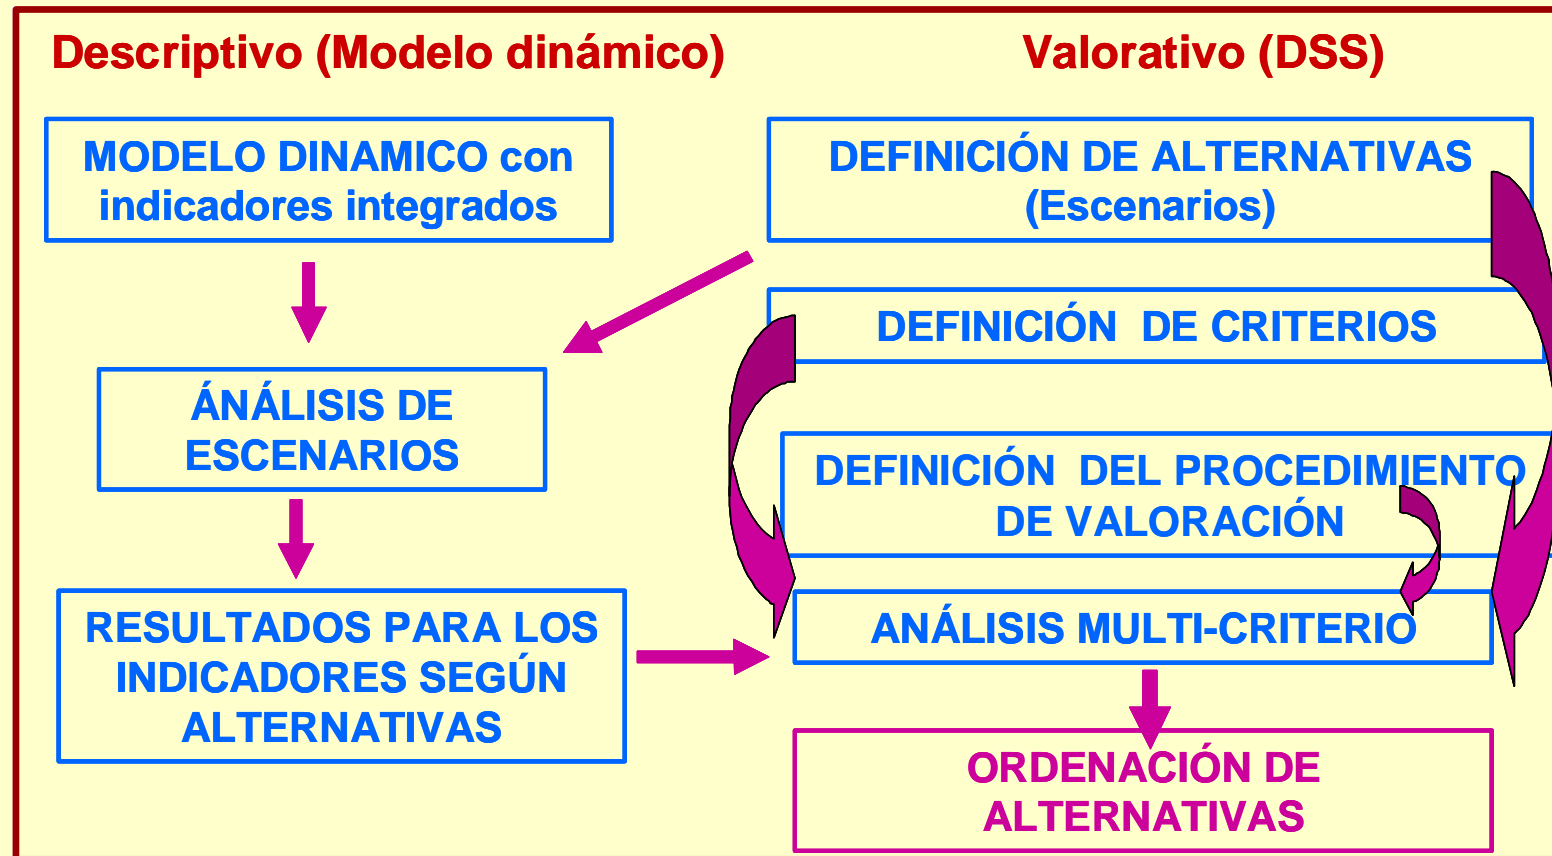 Descriptivo (Modelo dinámico)
MODELO DINAMICO con
indicadores integrados
ÁNÁLISIS DE
ESCENARIOS
RESULTADOS PARA LOS
INDICADORES SEGÚN
ALTERNATIVAS
Valorativo (DSS)
DEFINICIÓN DE ALTERNATIVAS
(Escenarios)
DEFINICIÓN  DE CRITERIOS
DEFINICIÓN  DEL PROCEDIMIENTO
DE VALORACIÓN
ANÁLISIS MULTI-CRITERIO
ORDENACIÓN DE
ALTERNATIVAS